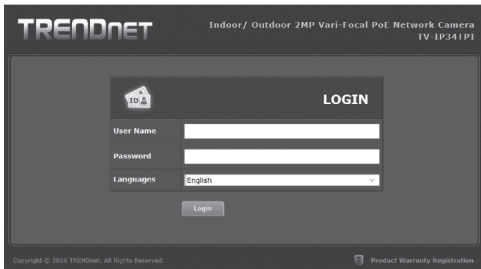 TRENDnet
Indoor/ Outdoor 2MP Vari-Focal PoE Network Camera
TV-IP341PI
ID
LOGIN
User Name
Password
Languages
English
Login
Copyright © 2016 TRENDnet. All Rights Reserved.
Product Warranty Registration